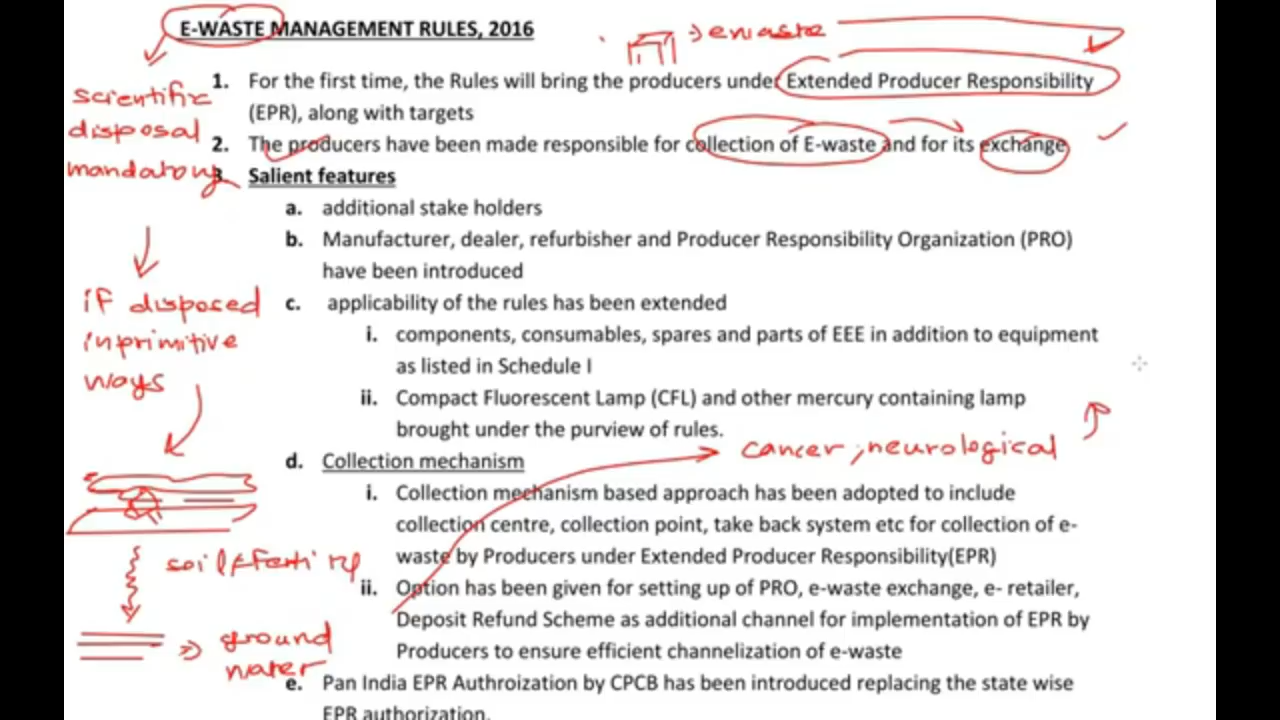 E-WASTE MANAGEMENT RULES, 2016
→ ewaste
1. For the first time, the Rules will bring the producers under Extended Producer Responsibility
(EPR), along with targets
2. The producers have been made responsible for collection of E-waste and for its exchange
3. Salient features
a. additional stake holders
b. Manufacturer, dealer, refurbisher and Producer Responsibility Organization (PRO)
have been introduced
c. applicability of the rules has been extended
i. components, consumables, spares and parts of EEE in addition to equipment
as listed in Schedule I
ii. Compact Fluorescent Lamp (CFL) and other mercury containing lamp
brought under the purview of rules.
cancer, neurological
d. Collection mechanism
i. Collection mechanism based approach has been adopted to include
collection centre, collection point, take back system etc for collection of e-
waste by Producers under Extended Producer Responsibility(EPR)
ii. Option has been given for setting up of PRO, e-waste exchange, e- retailer,
Deposit Refund Scheme as additional channel for implementation of EPR by
Producers to ensure efficient channelization of e-waste
e. Pan India EPR Authroization by CPCB has been introduced replacing the state wise
EPR authorization.
scientific
disposal
mandatory
if disposed
inprimitive
ways
soil
ground
water